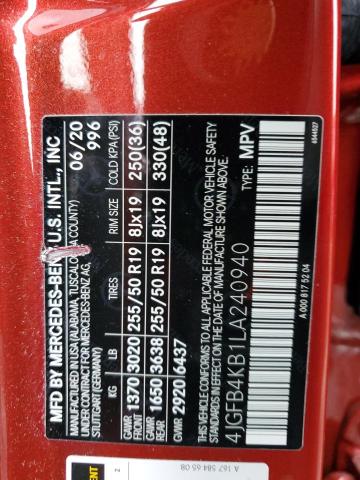 MFD BY MERCEDES-BENZ U.S. INTL., INC
MANUFACTURED IN USA (ALABAMA, TUSCALOOSA COUNTY) 06/20
FOR MERCEDES-BENZ AG, 996
STUTTGART (GERMANY)
KG LB TIRES RIM SIZE COLD KPA (PSI)
GAWR FRONT 1370 3020 255/50 R19 8Jx19 250(36)
GAWR REAR 1650 3638 255/50 R19 8Jx19 330(48)
GVWR 2920 6437
THIS VEHICLE CONFORMS TO ALL APPLICABLE FEDERAL MOTOR VEHICLE SAFETY
STANDARDS IN EFFECT ON THE DATE OF MANUFACTURE SHOWN ABOVE.
4JGFB4KB1LA240940 TYPE: MPV
A 000 817 52 04
A 167 584 65 08